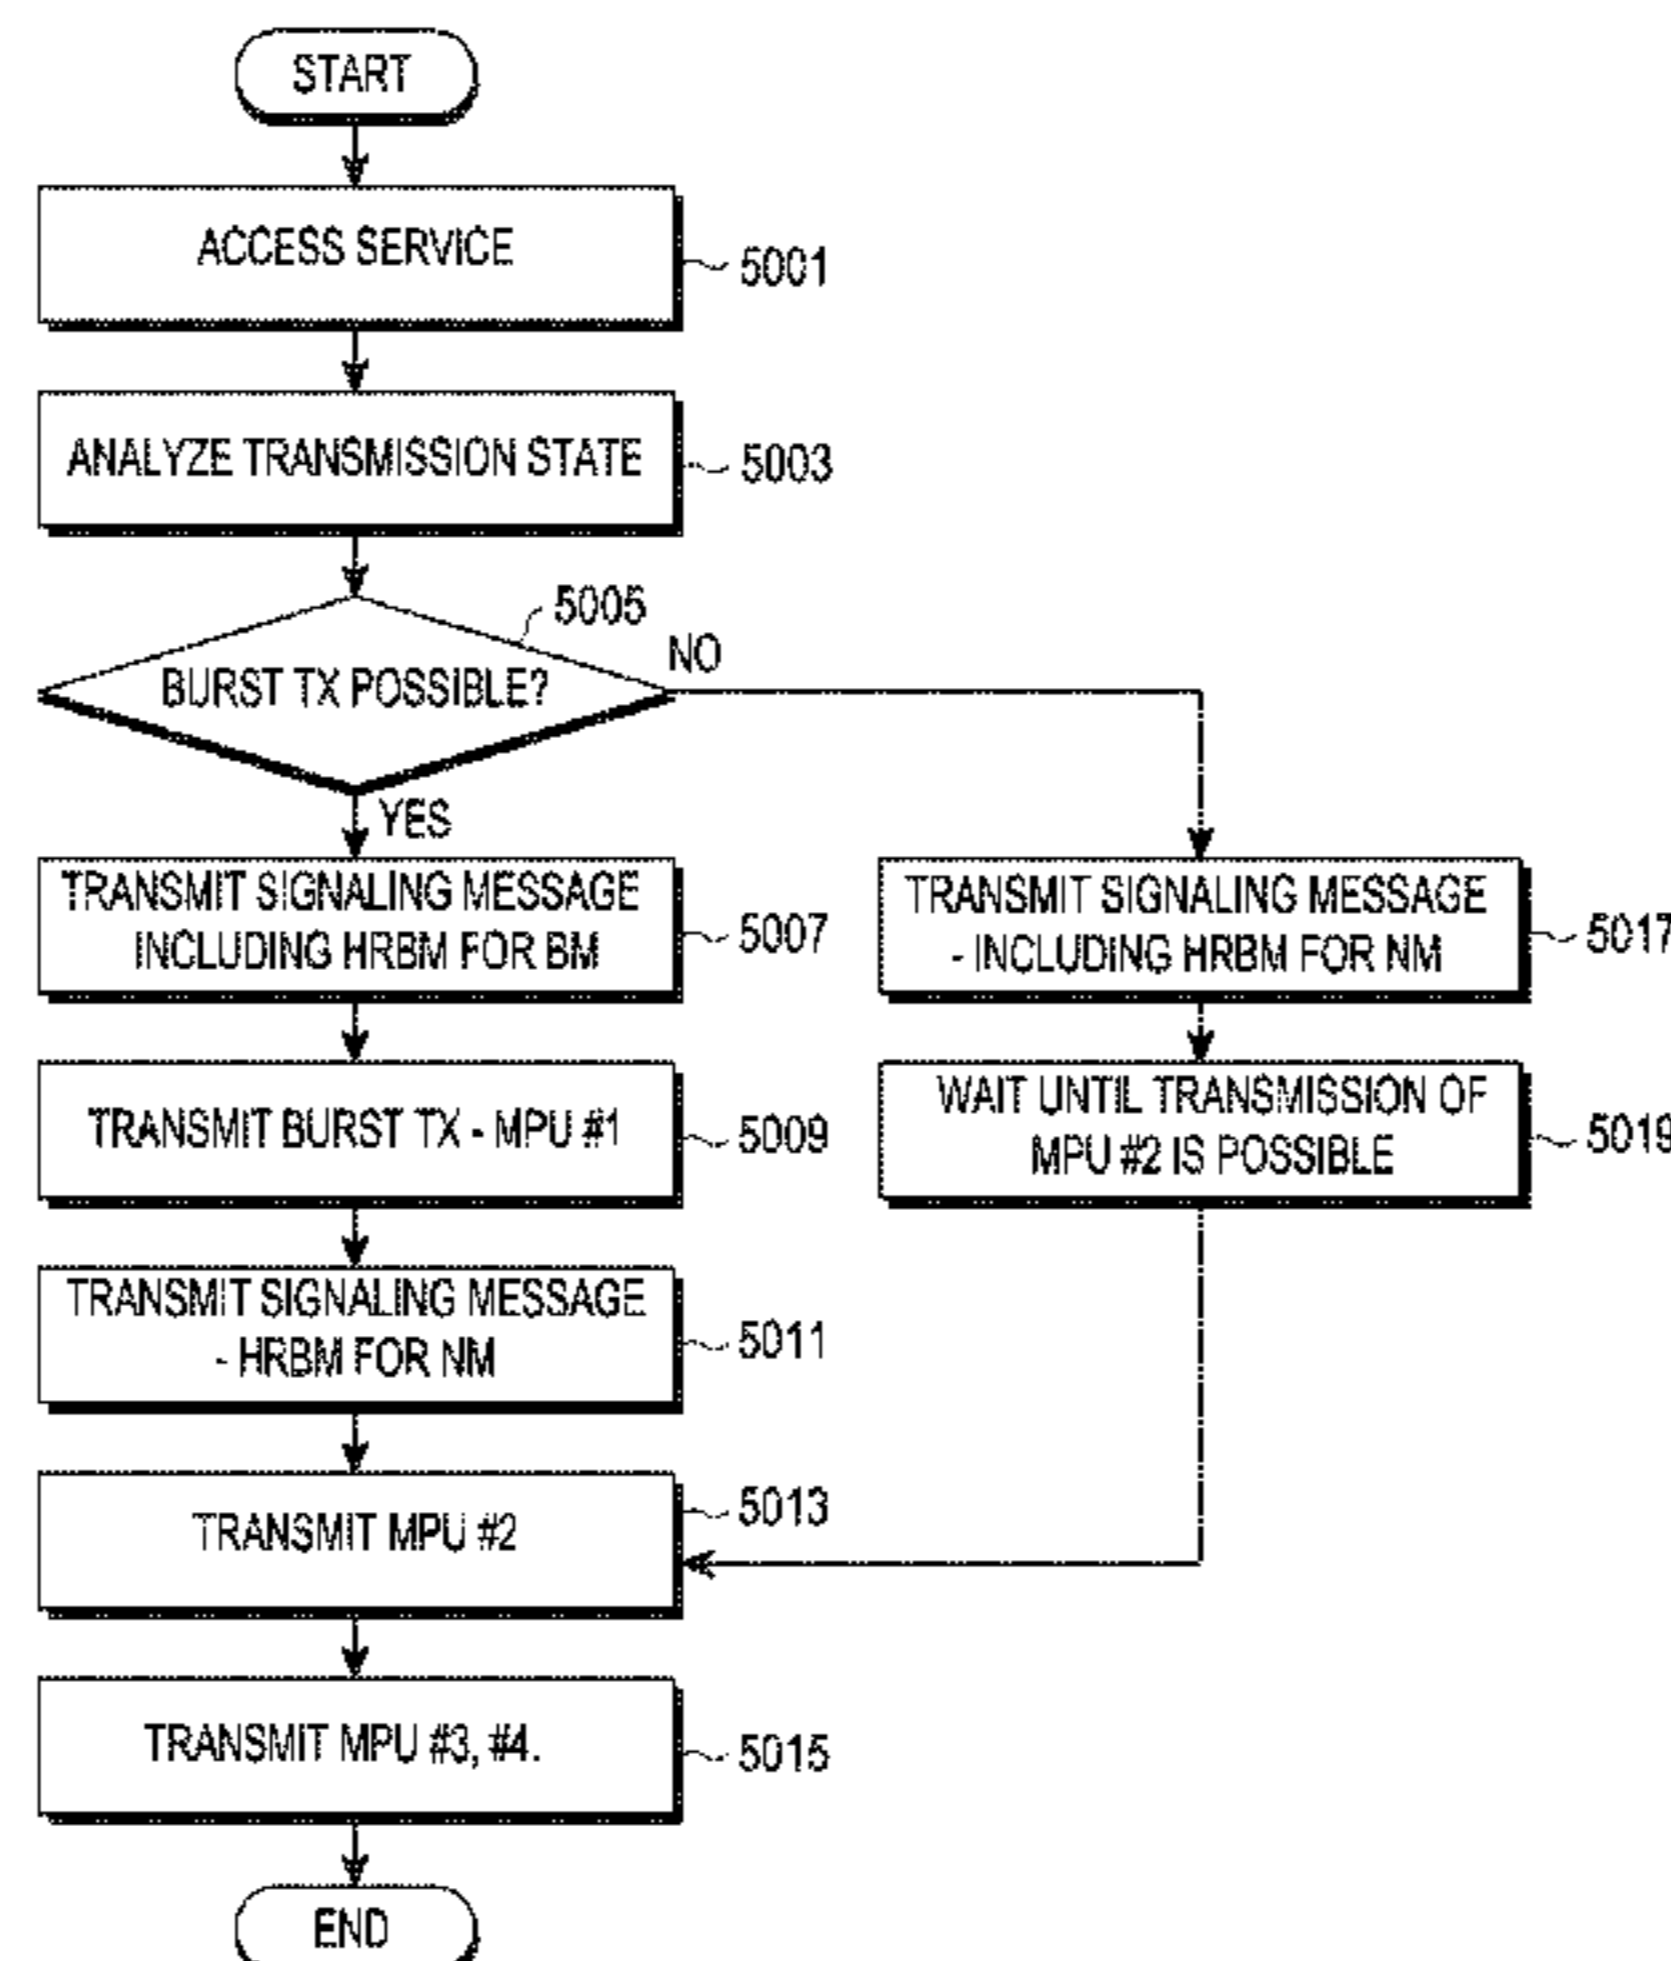 START
ACCESS SERVICE
5001
ANALYZE TRANSMISSION STATE
5003
5005
BURST TX POSSIBLE?
NO
YES
TRANSMIT SIGNALING MESSAGE
INCLUDING HRBM FOR BM
5007
TRANSMIT SIGNALING MESSAGE
- INCLUDING HRBM FOR NM
5017
TRANSMIT BURST TX - MPU #1
5009
WAIT UNTIL TRANSMISSION OF
MPU #2 IS POSSIBLE
5019
TRANSMIT SIGNALING MESSAGE
- HRBM FOR NM
5011
TRANSMIT MPU #2
5013
TRANSMIT MPU #3, #4.
5015
END